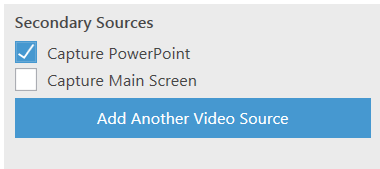 Secondary Sources
Capture PowerPoint
Capture Main Screen
Add Another Video Source